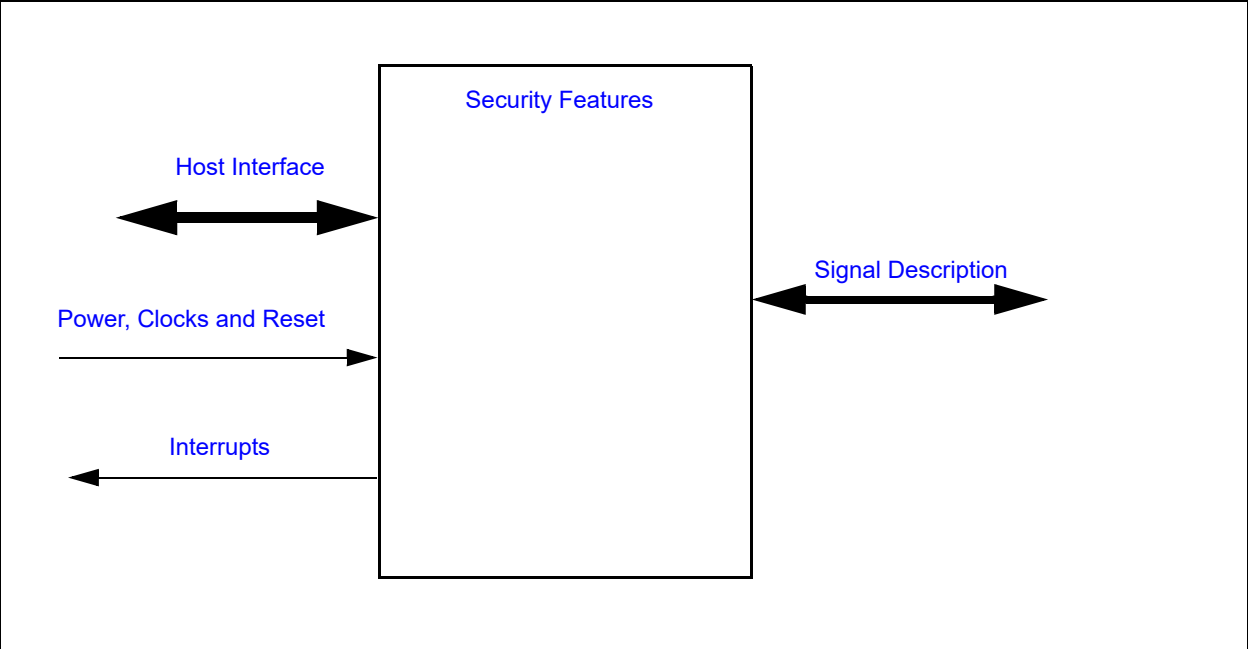 Security Features
Host Interface
Signal Description
Power, Clocks and Reset
Interrupts